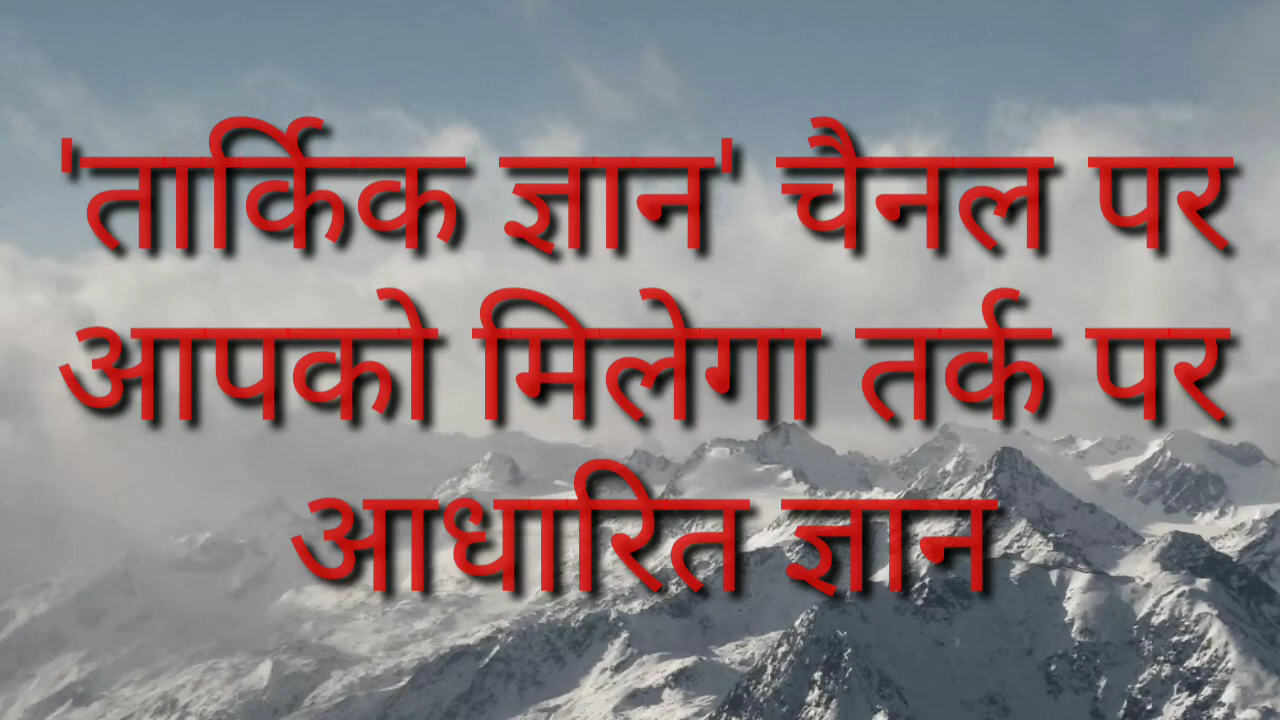 'तार्किक ज्ञान' चैनल पर
आपको मिलेगा तर्क पर
आधारित ज्ञान